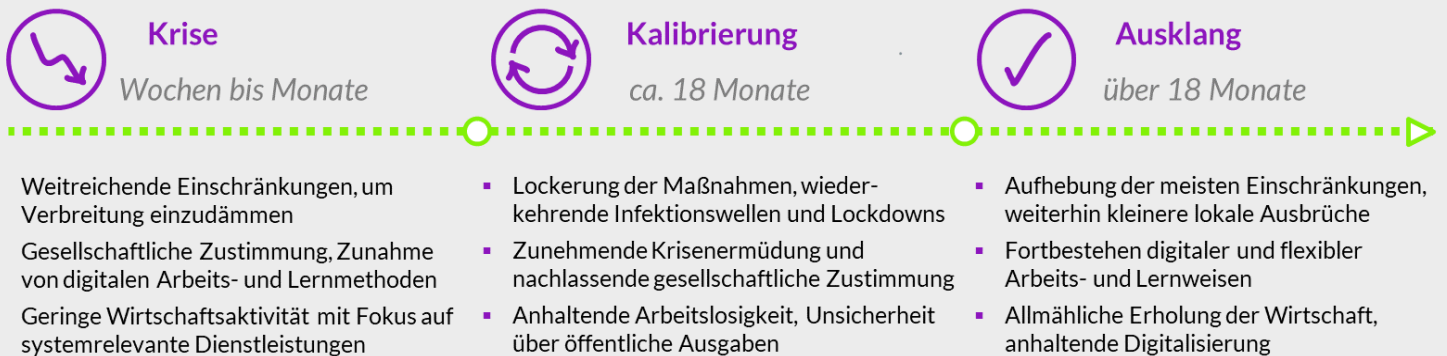 Krise
Wochen bis Monate
Weitreichende Einschränkungen, um
Verbreitung einzudämmen
Gesellschaftliche Zustimmung, Zunahme
von digitalen Arbeits- und Lernmethoden
Geringe Wirtschaftsaktivität mit Fokus auf
systemrelevante Dienstleistungen
Kalibrierung
ca. 18 Monate
▪ Lockerung der Maßnahmen, wieder-
kehrende Infektionswellen und Lockdowns
▪ Zunehmende Krisenermüdung und
nachlassende gesellschaftliche Zustimmung
▪ Anhaltende Arbeitslosigkeit, Unsicherheit
über öffentliche Ausgaben
Ausklang
über 18 Monate
▪ Aufhebung der meisten Einschränkungen,
weiterhin kleinere lokale Ausbrüche
▪ Fortbestehen digitaler und flexibler
Arbeits- und Lernweisen
▪ Allmähliche Erholung der Wirtschaft,
anhaltende Digitalisierung